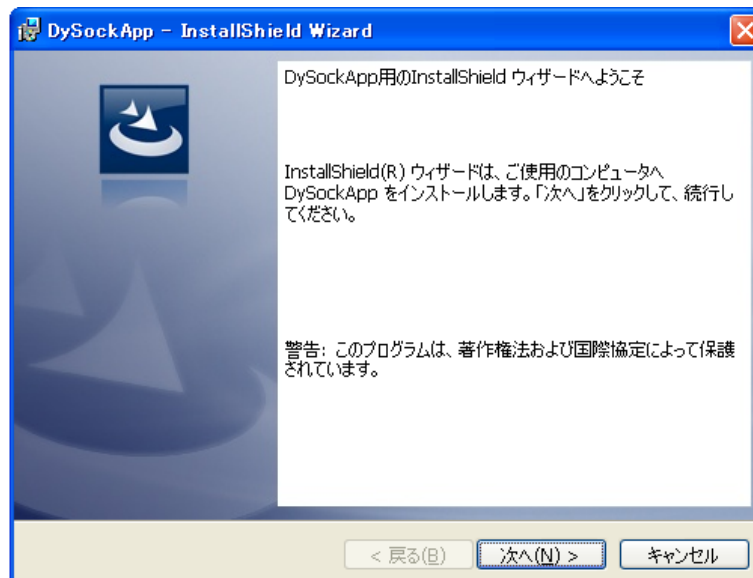 DySockApp - InstallShield Wizard
DySockApp用のInstallShield ウィザードへようこそ
InstallShield(R) ウィザードは、ご使用のコンピュータへ
DySockApp をインストールします。「次へ」をクリックして、続行し
てください。
警告: このプログラムは、著作権法および国際協定によって保護
されています。
< 戻る(B)
次へ(N) >
キャンセル